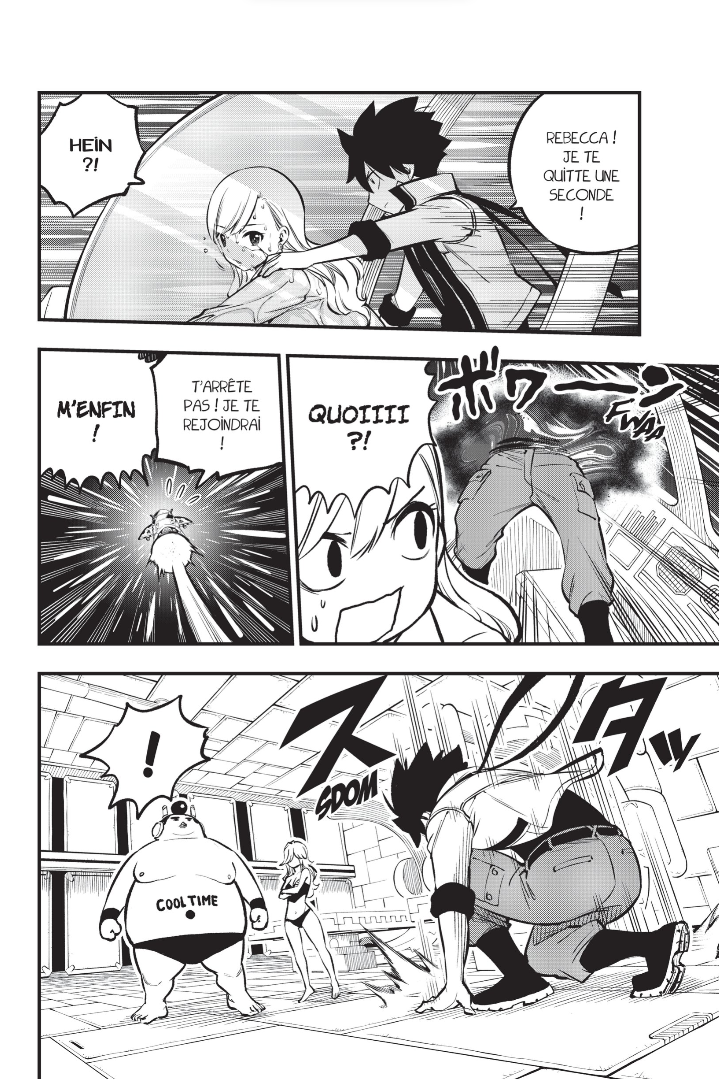 HEIN
?!
REBECCA !
JE TE
QUITTE UNE
SECONDE
!
M'ENFIN
!
T'ARRÊTE
PAS ! JE TE
REJOINDRAI
!
QUOIIII
?!
ボワーン
FWAA
!
スタッ
SDOM
COOL TIME